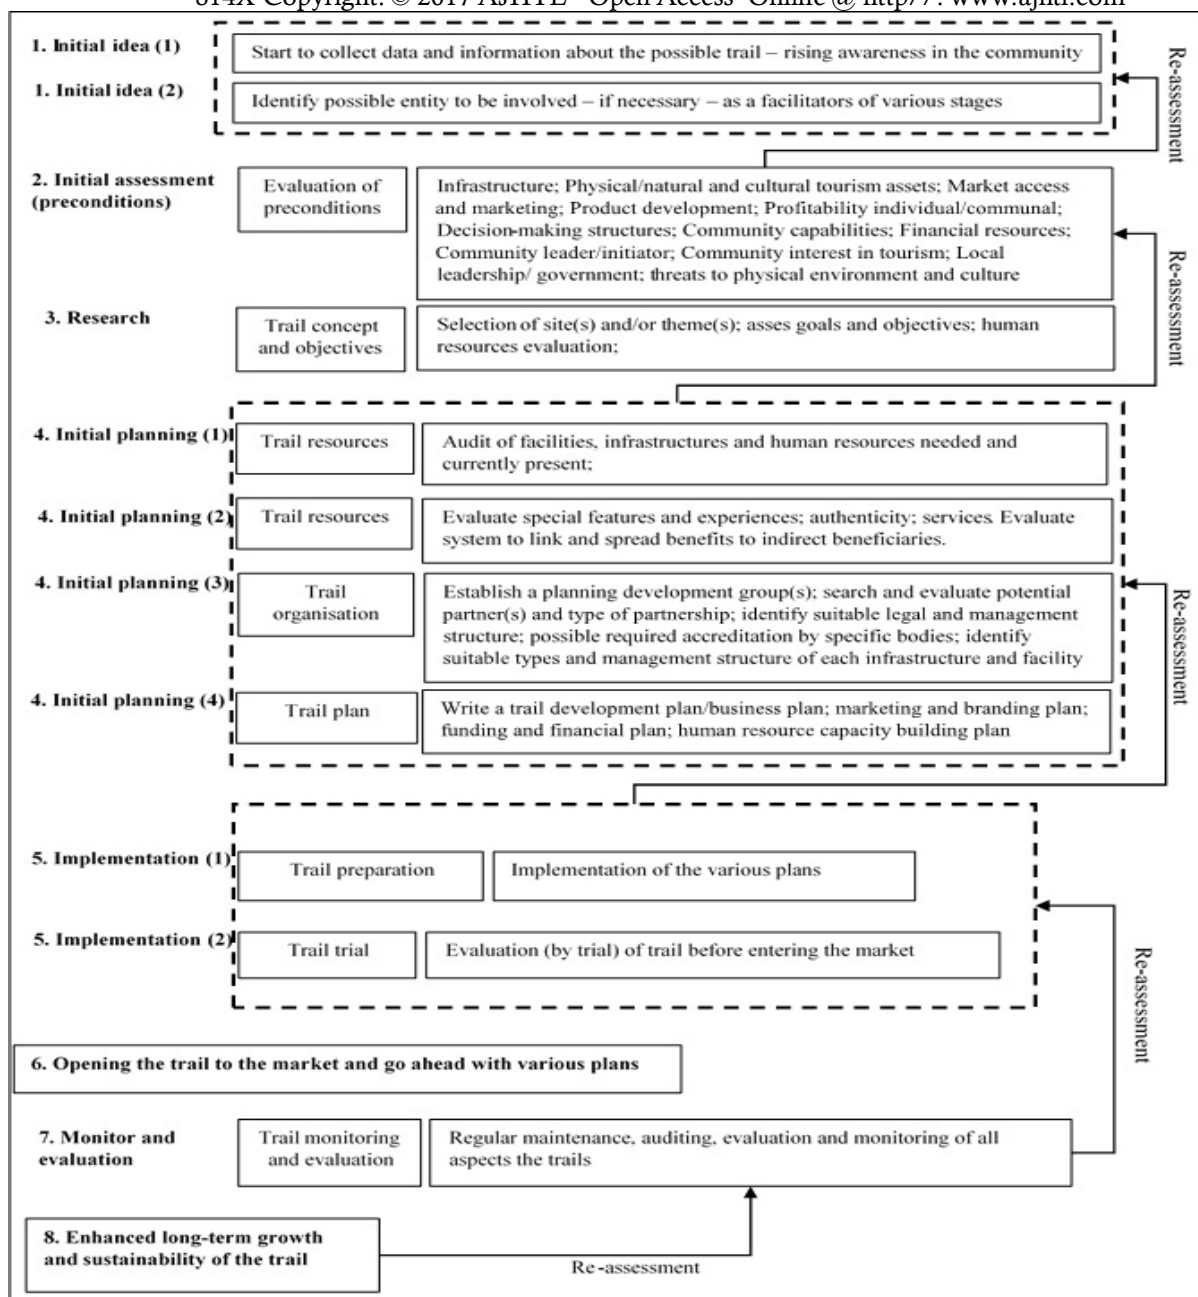 814X Copyright: © 2017 AJHTL - Open Access- Online @ http//: www.ajhtl.com
1. Initial idea (1)
Start to collect data and information about the possible trail – rising awareness in the community
1. Initial idea (2)
Identify possible entity to be involved – if necessary – as a facilitators of various stages
Re-assessment
2. Initial assessment
(preconditions)
Evaluation of
preconditions
Infrastructure; Physical/natural and cultural tourism assets; Market access
and marketing; Product development; Profitability individual/communal;
Decision-making structures; Community capabilities; Financial resources;
Community leader/initiator; Community interest in tourism; Local
leadership/ government; threats to physical environment and culture
Re-assessment
3. Research
Trail concept
and objectives
Selection of site(s) and/or theme(s); asses goals and objectives; human
resources evaluation;
4. Initial planning (1)
Trail resources
Audit of facilities, infrastructures and human resources needed and
currently present;
4. Initial planning (2)
Trail resources
Evaluate special features and experiences; authenticity; services. Evaluate
system to link and spread benefits to indirect beneficiaries.
4. Initial planning (3)
Trail
organisation
Establish a planning development group(s); search and evaluate potential
partner(s) and type of partnership; identify suitable legal and management
structure; possible required accreditation by specific bodies; identify
suitable types and management structure of each infrastructure and facility
Re-assessment
4. Initial planning (4)
Trail plan
Write a trail development plan/business plan; marketing and branding plan;
funding and financial plan; human resource capacity building plan
5. Implementation (1)
Trail preparation
Implementation of the various plans
5. Implementation (2)
Trail trial
Evaluation (by trial) of trail before entering the market
Re-assessment
6. Opening the trail to the market and go ahead with various plans
7. Monitor and
evaluation
Trail monitoring
and evaluation
Regular maintenance, auditing, evaluation and monitoring of all
aspects the trails
8. Enhanced long-term growth
and sustainability of the trail
Re-assessment